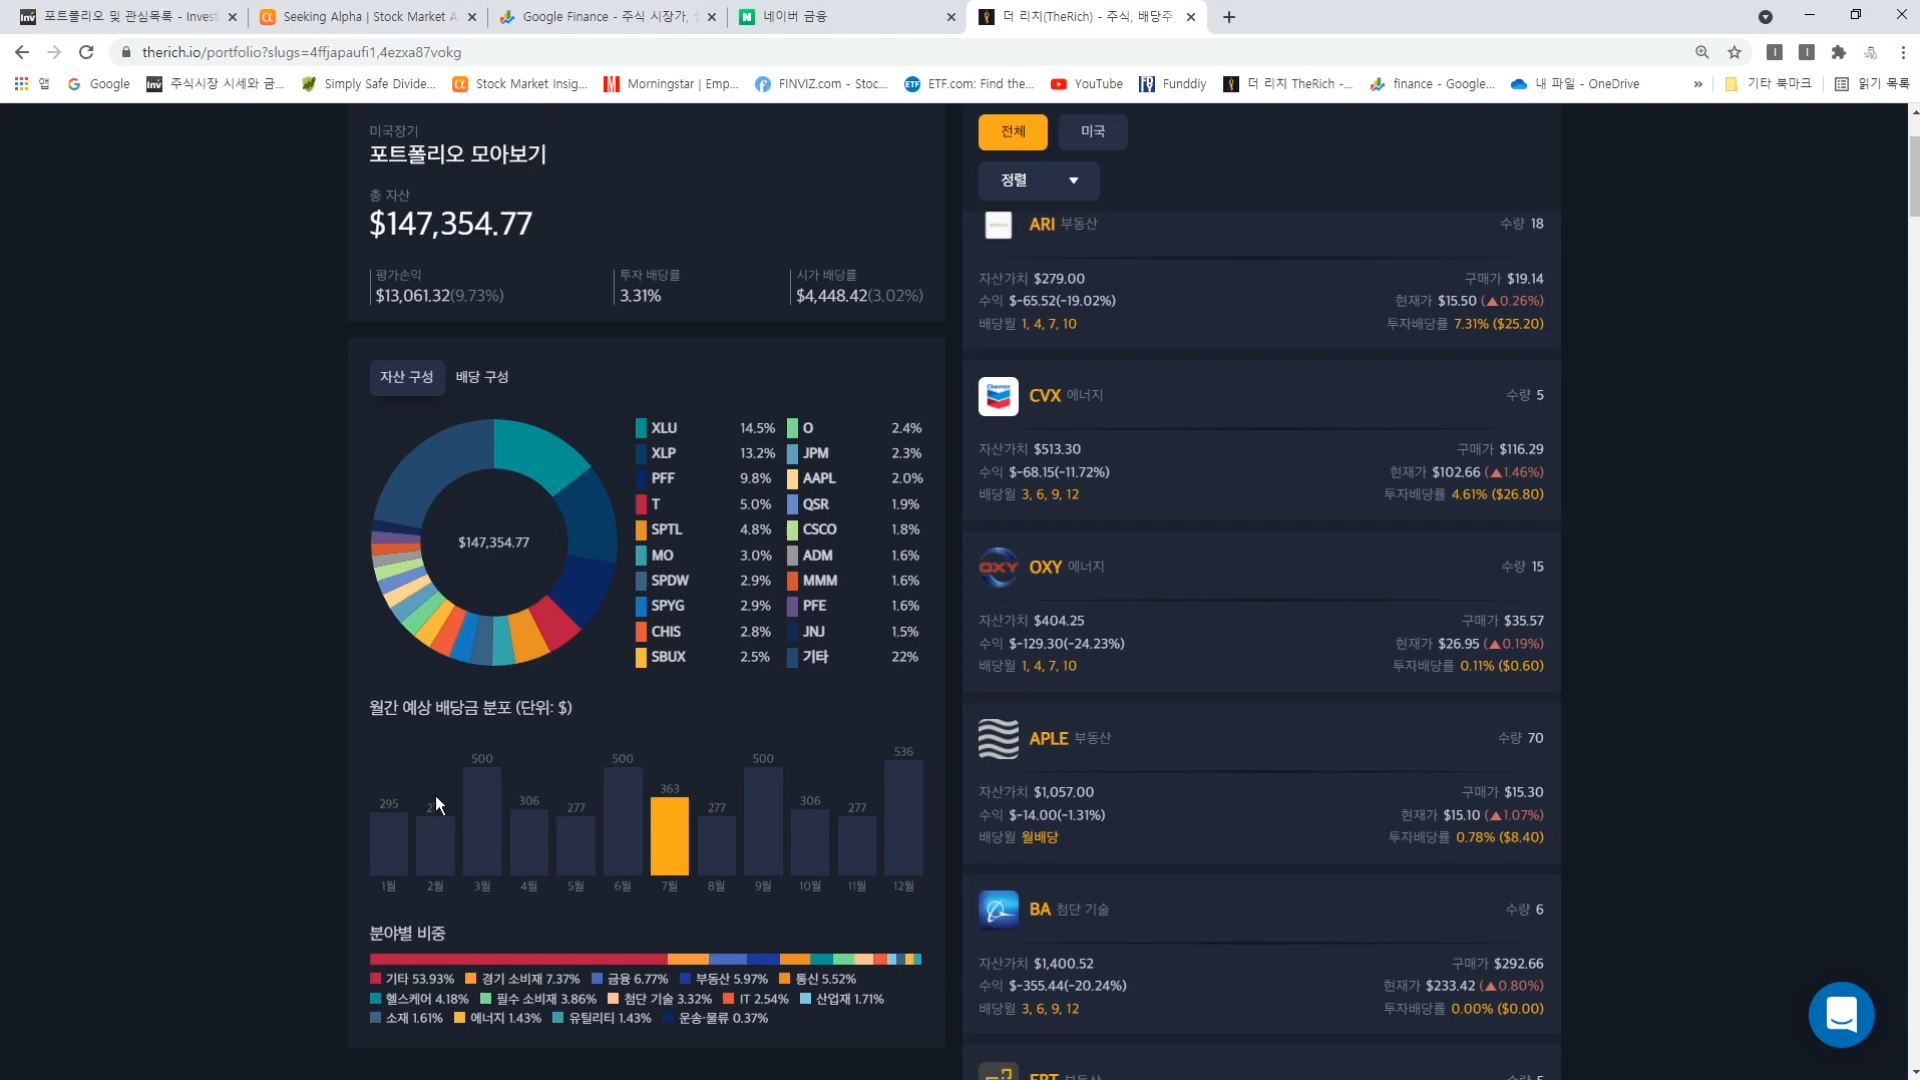 포트폴리오 및 관심목록 - Invest
Seeking Alpha | Stock Market A
Google Finance - 주식 시장가,
네이버 금융
더 리치(TheRich) - 주식, 배당주
therich.io/portfolio?slugs=4ffjapaufi1,4ezxa87vokg
앱
Google
주식시장 시세와 금...
Simply Safe Divide...
Stock Market Insig...
Morningstar | Emp...
FINVIZ.com - Stoc...
ETF.com: Find the...
YouTube
Funddiy
더 리치 TheRich -...
finance - Google...
내 파일 - OneDrive
»
기타 북마크
읽기 목록
미국장기
포트폴리오 모아보기
총 자산
$147,354.77
평가손익
$13,061.32(9.73%)
투자 배당률
3.31%
시가 배당률
$4,448.42(3.02%)
자산 구성 배당 구성
$147,354.77
XLU 14.5%
XLP 13.2%
PFF 9.8%
T 5.0%
SPTL 4.8%
MO 3.0%
SPDW 2.9%
SPYG 2.9%
CHIS 2.8%
SBUX 2.5%
O 2.4%
JPM 2.3%
AAPL 2.0%
QSR 1.9%
CSCO 1.8%
ADM 1.6%
MMM 1.6%
PFE 1.6%
JNJ 1.5%
기타 22%
월간 예상 배당금 분포 (단위: $)
295 500 306 277 500 363 277 500 306 277 536
1월 2월 3월 4월 5월 6월 7월 8월 9월 10월 11월 12월
분야별 비중
기타 53.93% 경기 소비재 7.37% 금융 6.77% 부동산 5.97% 통신 5.52%
헬스케어 4.18% 필수 소비재 3.86% 첨단 기술 3.32% IT 2.54% 산업재 1.71%
소재 1.61% 에너지 1.43% 유틸리티 1.43% 운송·물류 0.37%
전체 미국
정렬 ▼
ARI 부동산 수량 18
자산가치 $279.00 구매가 $19.14
수익 $-65.52(-19.02%) 현재가 $15.50 (▲0.26%)
배당월 1, 4, 7, 10 투자배당률 7.31% ($25.20)
Chevron
CVX 에너지 수량 5
자산가치 $513.30 구매가 $116.29
수익 $-68.15(-11.72%) 현재가 $102.66 (▲1.46%)
배당월 3, 6, 9, 12 투자배당률 4.61% ($26.80)
OXY
OXY 에너지 수량 15
자산가치 $404.25 구매가 $35.57
수익 $-129.30(-24.23%) 현재가 $26.95 (▲0.19%)
배당월 1, 4, 7, 10 투자배당률 0.11% ($0.60)
APLE 부동산 수량 70
자산가치 $1,057.00 구매가 $15.30
수익 $-14.00(-1.31%) 현재가 $15.10 (▲1.07%)
배당월 월배당 투자배당률 0.78% ($8.40)
BA 첨단 기술 수량 6
자산가치 $1,400.52 구매가 $292.66
수익 $-355.44(-20.24%) 현재가 $233.42 (▲0.80%)
배당월 3, 6, 9, 12 투자배당률 0.00% ($0.00)